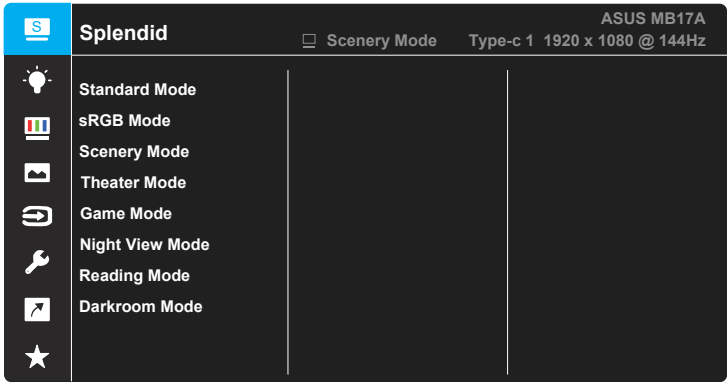 S
Splendid
ASUS MB17A
Scenery Mode Type-c 1 1920 x 1080 @ 144Hz
Standard Mode
sRGB Mode
Scenery Mode
Theater Mode
Game Mode
Night View Mode
Reading Mode
Darkroom Mode